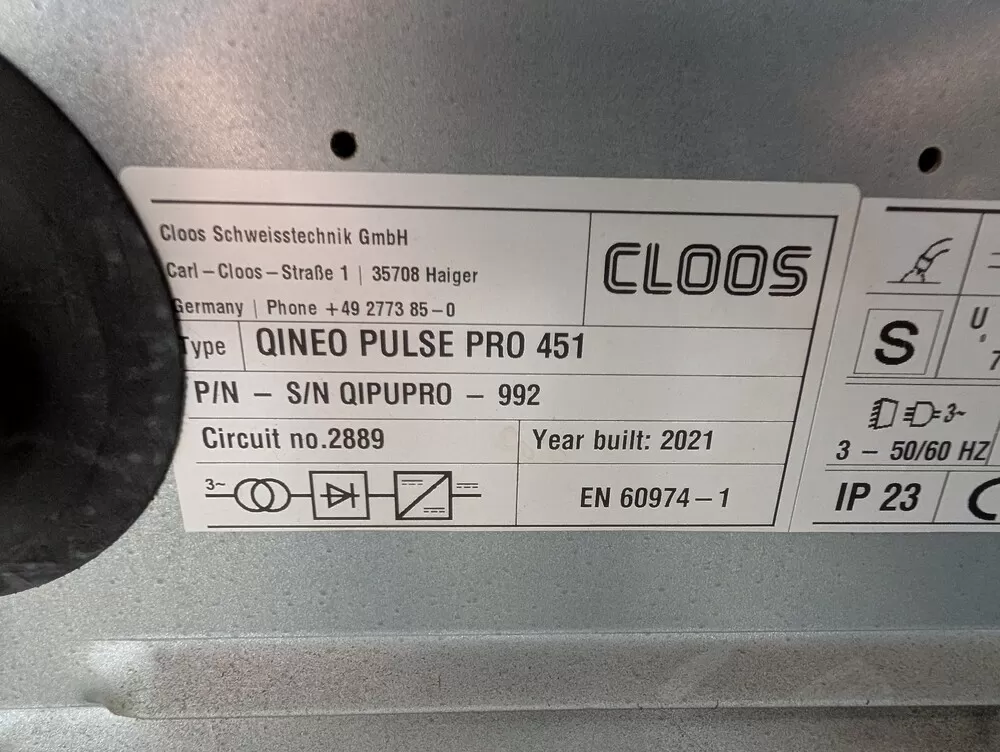 Cloos Schweisstechnik GmbH
Carl – Cloos – Straße 1 | 35708 Haiger
Germany | Phone +49 2773 85 – 0
CLOOS
Type QINEO PULSE PRO 451
P/N – S/N QIPUPRO – 992
Circuit no.2889
Year built: 2021
3~
EN 60974 – 1
S
U
3~
3 – 50/60 HZ
IP 23